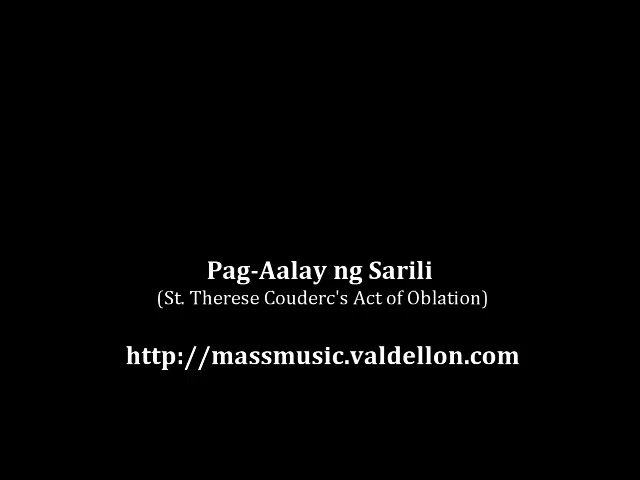 Pag-Aalay ng Sarili
(St. Therese Couderc's Act of Oblation)
http://massmusic.valdellon.com